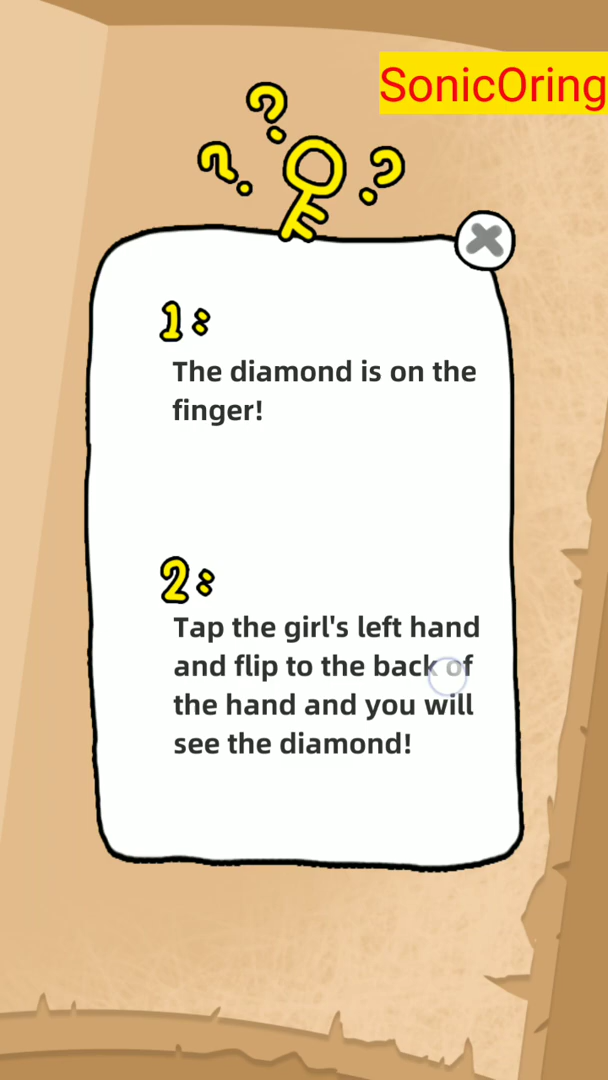 SonicOring
1:
The diamond is on the
finger!
2:
Tap the girl's left hand
and flip to the back of
the hand and you will
see the diamond!